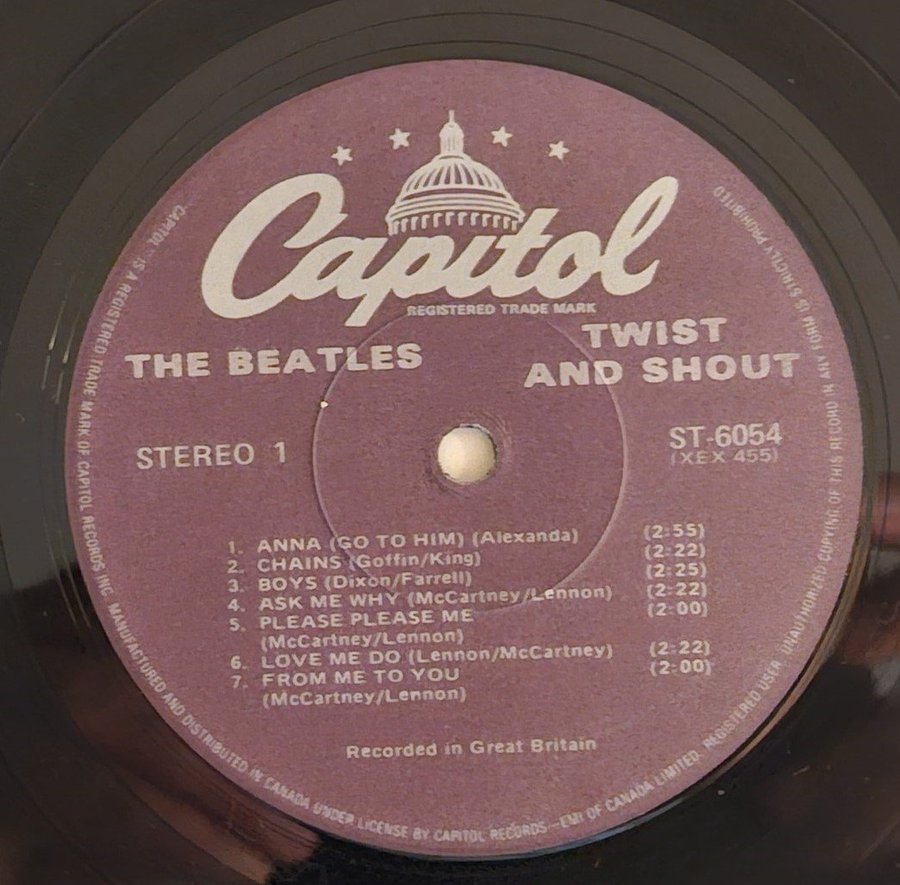 Capitol
REGISTERED TRADE MARK
THE BEATLES
TWIST
AND SHOUT
STEREO 1
ST-6054
(XEX 455)
1. ANNA (GO TO HIM) (Alexanda) (2:55)
2. CHAINS (Goffin/King) (2:22)
3. BOYS (Dixon/Farrell) (2:25)
4. ASK ME WHY (McCartney/Lennon) (2:22)
5. PLEASE PLEASE ME (2:00)
(McCartney/Lennon)
6. LOVE ME DO (Lennon/McCartney) (2:22)
7. FROM ME TO YOU (2:00)
(McCartney/Lennon)
Recorded in Great Britain
CAPITOL IS A REGISTERED TRADE MARK OF CAPITOL RECORDS INC. MANUFACTURED AND DISTRIBUTED IN CANADA UNDER LICENSE BY CAPITOL RECORDS—EMI OF CANADA LIMITED. REGISTERED USER. UNAUTHORIZED COPYING OF THIS RECORD IN ANY FORM IS STRICTLY PROHIBITED